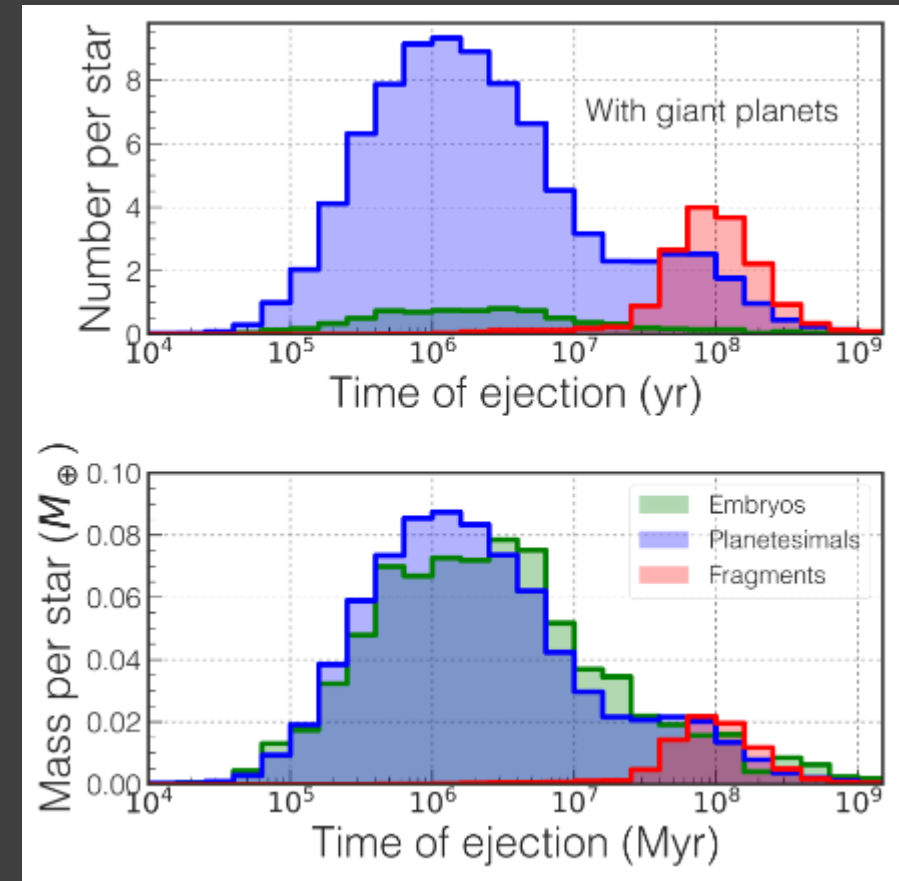 Number per star
8
6
4
2
0
With giant planets
10⁴ 10⁵ 10⁶ 10⁷ 10⁸ 10⁹
Time of ejection (yr)
Mass per star (M⊕)
0.10
0.08
0.06
0.04
0.02
0.00
Embryos
Planetesimals
Fragments
10⁴ 10⁵ 10⁶ 10⁷ 10⁸ 10⁹
Time of ejection (Myr)